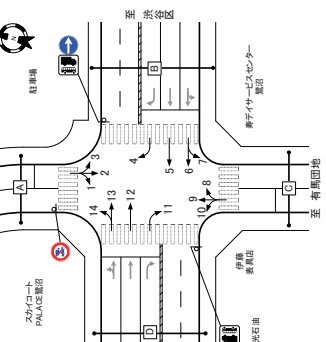 至 渋谷区
駐車場
寿デイサービスセンター
鷺沼
B
A
3
2
1
4
5
6
7
14
13
12
11
8
9
10
C
至 有馬団地
スカイコート
PALACE鷺沼
D
伊藤
表具店
光石油
N